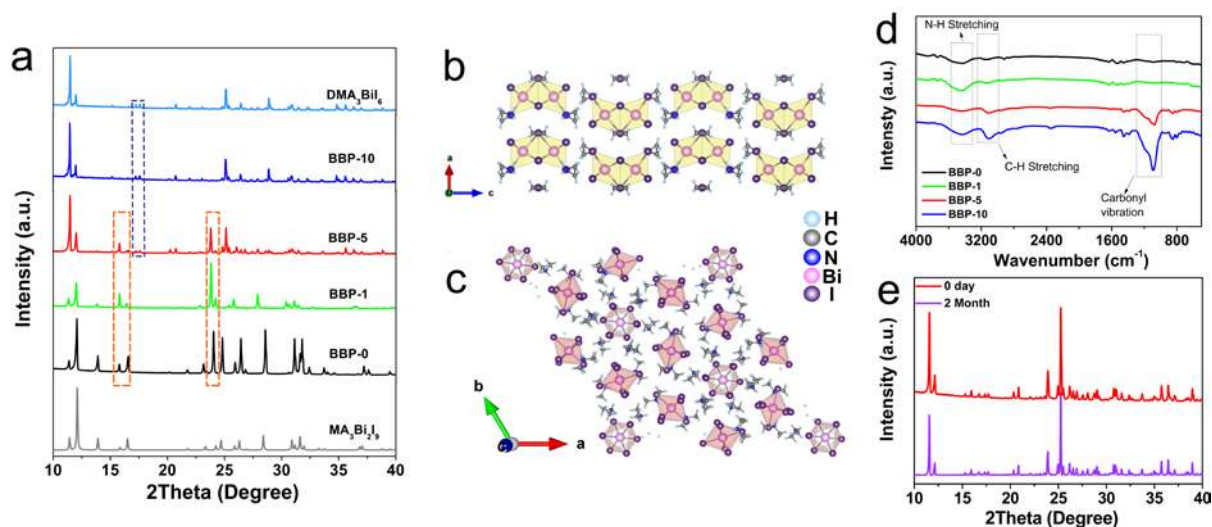 a
Intensity (a.u.)
DMA₃BiI₆
BBP-10
BBP-5
BBP-1
BBP-0
MA₃Bi₂I₉
10 15 20 25 30 35 40
2Theta (Degree)
b
a
c
H
C
N
Bi
I
c
b
a
d
N-H Stretching
Intensty (a.u.)
C-H Stretching
BBP-0
BBP-1
BBP-5
BBP-10
Carbonyl
vibration
4000 3200 2400 1600 800
Wavenumber (cm⁻¹)
e
0 day
2 Month
Intensity (a.u.)
10 15 20 25 30 35 40
2Theta (Degree)